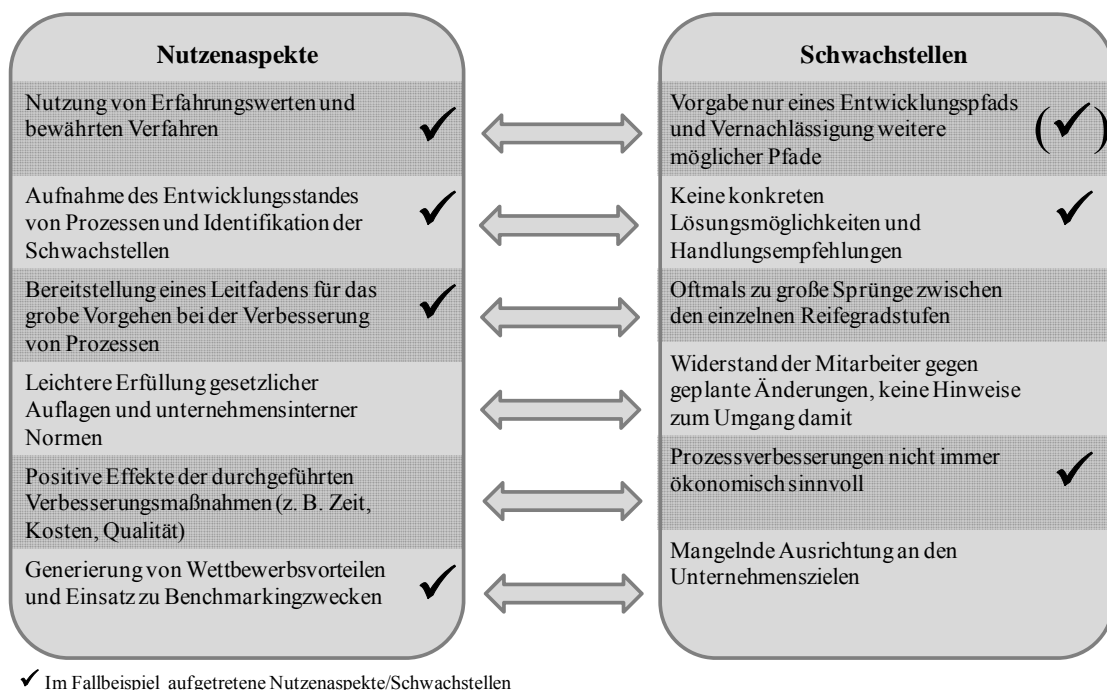 Nutzenaspekte
Nutzung von Erfahrungswerten und
bewährten Verfahren
Aufnahme des Entwicklungsstandes
von Prozessen und Identifikation der
Schwachstellen
Bereitstellung eines Leitfadens für das
grobe Vorgehen bei der Verbesserung
von Prozessen
Leichtere Erfüllung gesetzlicher
Auflagen und unternehmensinterner
Normen
Positive Effekte der durchgeführten
Verbesserungsmaßnahmen (z. B. Zeit,
Kosten, Qualität)
Generierung von Wettbewerbsvorteilen
und Einsatz zu Benchmarkingzwecken
Schwachstellen
Vorgabe nur eines Entwicklungspfads
und Vernachlässigung weitere
möglicher Pfade
(✓)
Keine konkreten
Lösungsmöglichkeiten und
Handlungsempfehlungen
Oftmals zu große Sprünge zwischen
den einzelnen Reifegradstufen
Widerstand der Mitarbeiter gegen
geplante Änderungen, keine Hinweise
zum Umgang damit
Prozessverbesserungen nicht immer
ökonomisch sinnvoll
Mangelnde Ausrichtung an den
Unternehmenszielen
✓ Im Fallbeispiel aufgetretene Nutzenaspekte/Schwachstellen